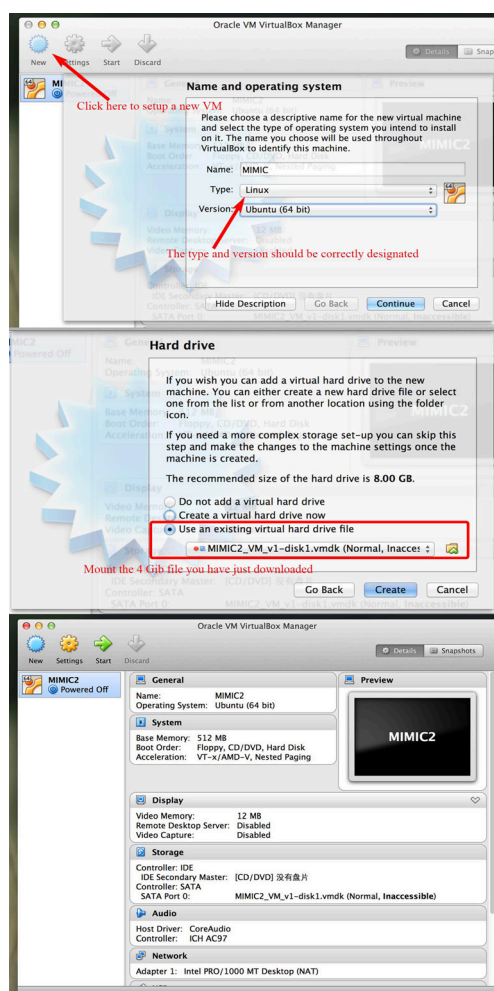 Oracle VM VirtualBox Manager
New
Settings
Start
Discard
Details
Snap
Click here to setup a new VM
Name and operating system
Please choose a descriptive name for the new virtual machine
and select the type of operating system you intend to install
on it. The name you choose will be used throughout
VirtualBox to identify this machine.
Name: MIMIC
Type: Linux
Version: Ubuntu (64 bit)
The type and version should be correctly designated
Hide Description
Go Back
Continue
Cancel
Hard drive
If you wish you can add a virtual hard drive to the new
machine. You can either create a new hard drive file or select
one from the list or from another location using the folder
icon.
If you need a more complex storage set-up you can skip this
step and make the changes to the machine settings once the
machine is created.
The recommended size of the hard drive is 8.00 GB.
Do not add a virtual hard drive
Create a virtual hard drive now
Use an existing virtual hard drive file
MIMIC2_VM_v1-disk1.vmdk (Normal, Inacces
Mount the 4 Gib file you have just downloaded
Go Back
Create
Cancel
Oracle VM VirtualBox Manager
New
Settings
Start
Discard
Details
Snapshots
MIMIC2
Powered Off
General
Name: MIMIC2
Operating System: Ubuntu (64 bit)
System
Base Memory: 512 MB
Boot Order: Floppy, CD/DVD, Hard Disk
Acceleration: VT-x/AMD-V, Nested Paging
Preview
MIMIC2
Display
Video Memory: 12 MB
Remote Desktop Server: Disabled
Video Capture: Disabled
Storage
Controller: IDE
IDE Secondary Master: [CD/DVD] 没有盘片
Controller: SATA
SATA Port 0: MIMIC2_VM_v1-disk1.vmdk (Normal, Inaccessible)
Audio
Host Driver: CoreAudio
Controller: ICH AC97
Network
Adapter 1: Intel PRO/1000 MT Desktop (NAT)